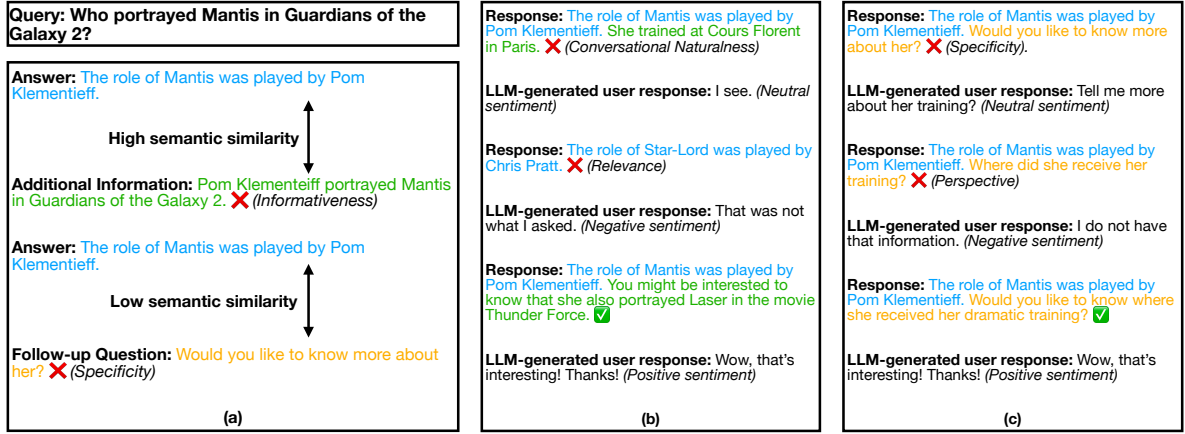 Query: Who portrayed Mantis in Guardians of the
Galaxy 2?
Answer: The role of Mantis was played by Pom
Klementieff.
High semantic similarity
Additional Information: Pom Klementeiff portrayed Mantis
in Guardians of the Galaxy 2. ❌ (Informativeness)
Answer: The role of Mantis was played by Pom
Klementieff.
Low semantic similarity
Follow-up Question: Would you like to know more about
her? ❌ (Specificity)
(a)
Response: The role of Mantis was played by
Pom Klementieff. She trained at Cours Florent
in Paris. ❌ (Conversational Naturalness)
LLM-generated user response: I see. (Neutral
sentiment)
Response: The role of Star-Lord was played by
Chris Pratt. ❌ (Relevance)
LLM-generated user response: That was not
what I asked. (Negative sentiment)
Response: The role of Mantis was played by
Pom Klementieff. You might be interested to
know that she also portrayed Laser in the movie
Thunder Force. ✅
LLM-generated user response: Wow, that's
interesting! Thanks! (Positive sentiment)
(b)
Response: The role of Mantis was played by
Pom Klementieff. Would you like to know more
about her? ❌ (Specificity).
LLM-generated user response: Tell me more
about her training? (Neutral sentiment)
Response: The role of Mantis was played by
Pom Klementieff. Where did she receive her
training? ❌ (Perspective)
LLM-generated user response: I do not have
that information. (Negative sentiment)
Response: The role of Mantis was played by
Pom Klementieff. Would you like to know where
she received her dramatic training? ✅
LLM-generated user response: Wow, that's
interesting! Thanks! (Positive sentiment)
(c)